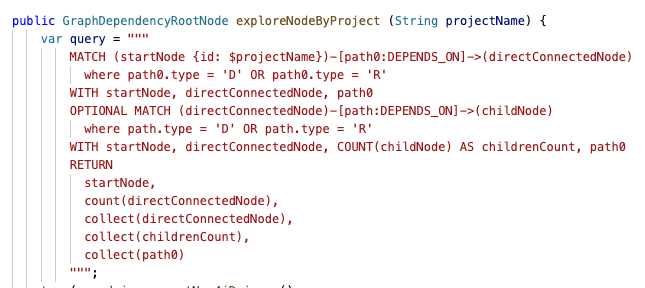 public GraphDependencyRootNode exploreNodeByProject (String projectName) {
var query = """
MATCH (startNode {id: $projectName})-[path0:DEPENDS_ON]->(directConnectedNode)
where path0.type = 'D' OR path0.type = 'R'
WITH startNode, directConnectedNode, path0
OPTIONAL MATCH (directConnectedNode)-[path:DEPENDS_ON]->(childNode)
where path.type = 'D' OR path.type = 'R'
WITH startNode, directConnectedNode, COUNT(childNode) AS childrenCount, path0
RETURN
startNode,
count(directConnectedNode),
collect(directConnectedNode),
collect(childrenCount),
collect(path0)
""";